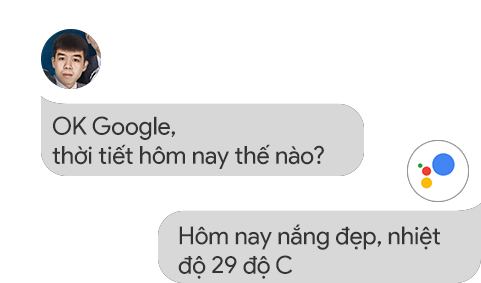 OK Google,
thời tiết hôm nay thế nào?
Hôm nay nắng đẹp, nhiệt
độ 29 độ C